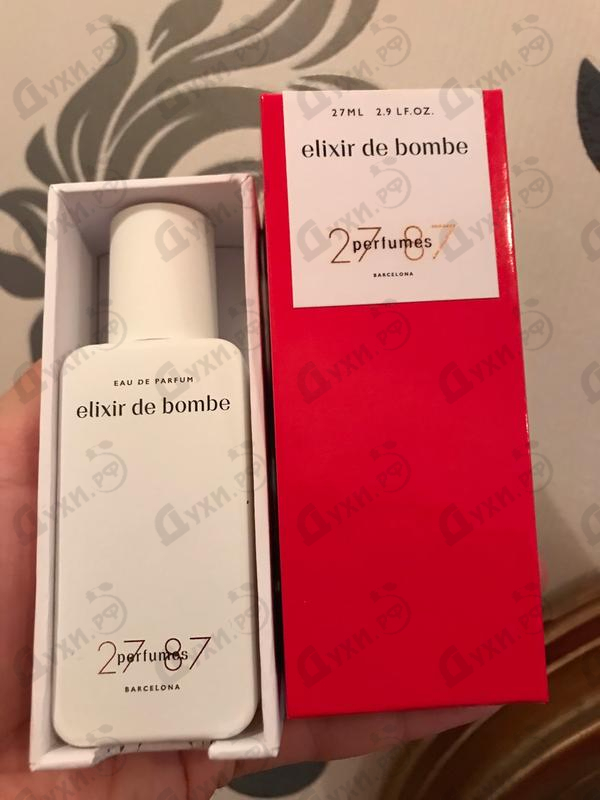 27ML 2.9 LF.OZ.
elixir de bombe
27 perfumes 87
BARCELONA
EAU DE PARFUM
elixir de bombe
27 perfumes 87
BARCELONA
Духи.РФ